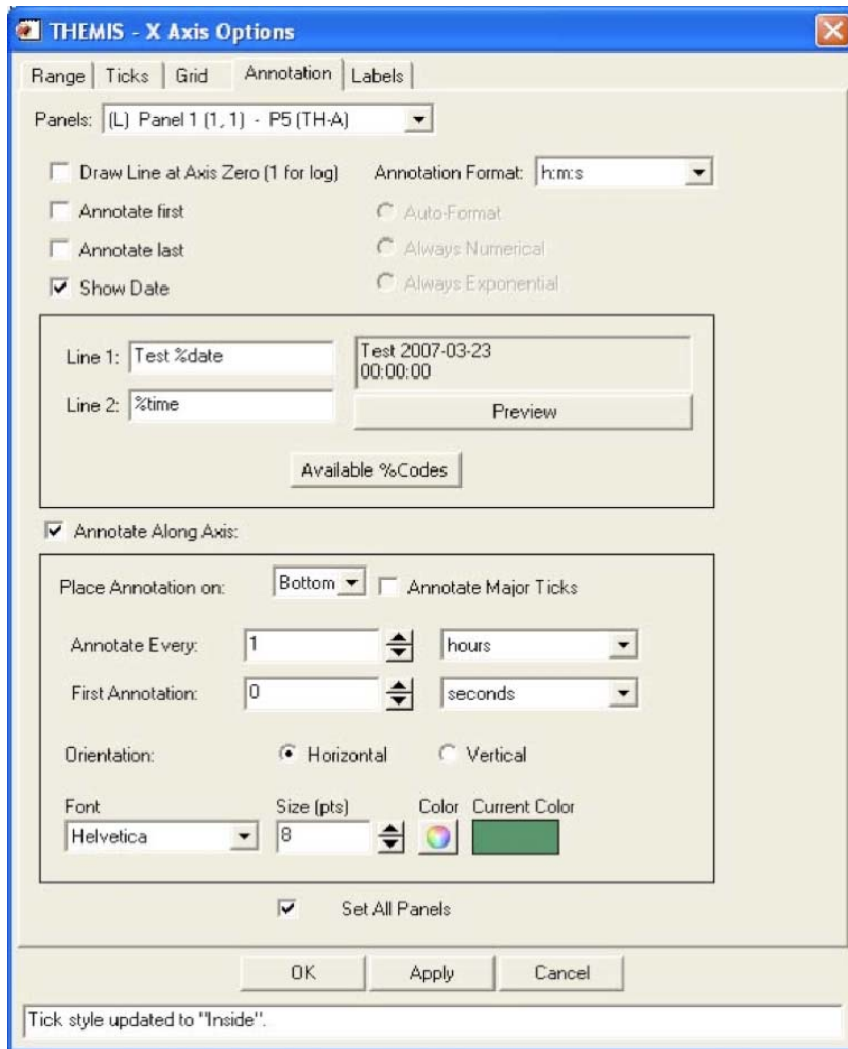 THEMIS - X Axis Options
Range Ticks Grid Annotation Labels
Panels: (L) Panel 1 (1, 1) - P5 (TH-A)
Draw Line at Axis Zero (1 for log) Annotation Format: h:m:s
Annotate first Auto-Format
Annotate last Always Numerical
Show Date Always Exponential
Line 1: Test %date Test 2007-03-23
00:00:00
Line 2: %time Preview
Available %Codes
Annotate Along Axis:
Place Annotation on: Bottom Annotate Major Ticks
Annotate Every: 1 hours
First Annotation: 0 seconds
Orientation: Horizontal Vertical
Font Size (pts) Color Current Color
Helvetica 8
Set All Panels
OK Apply Cancel
Tick style updated to "Inside".